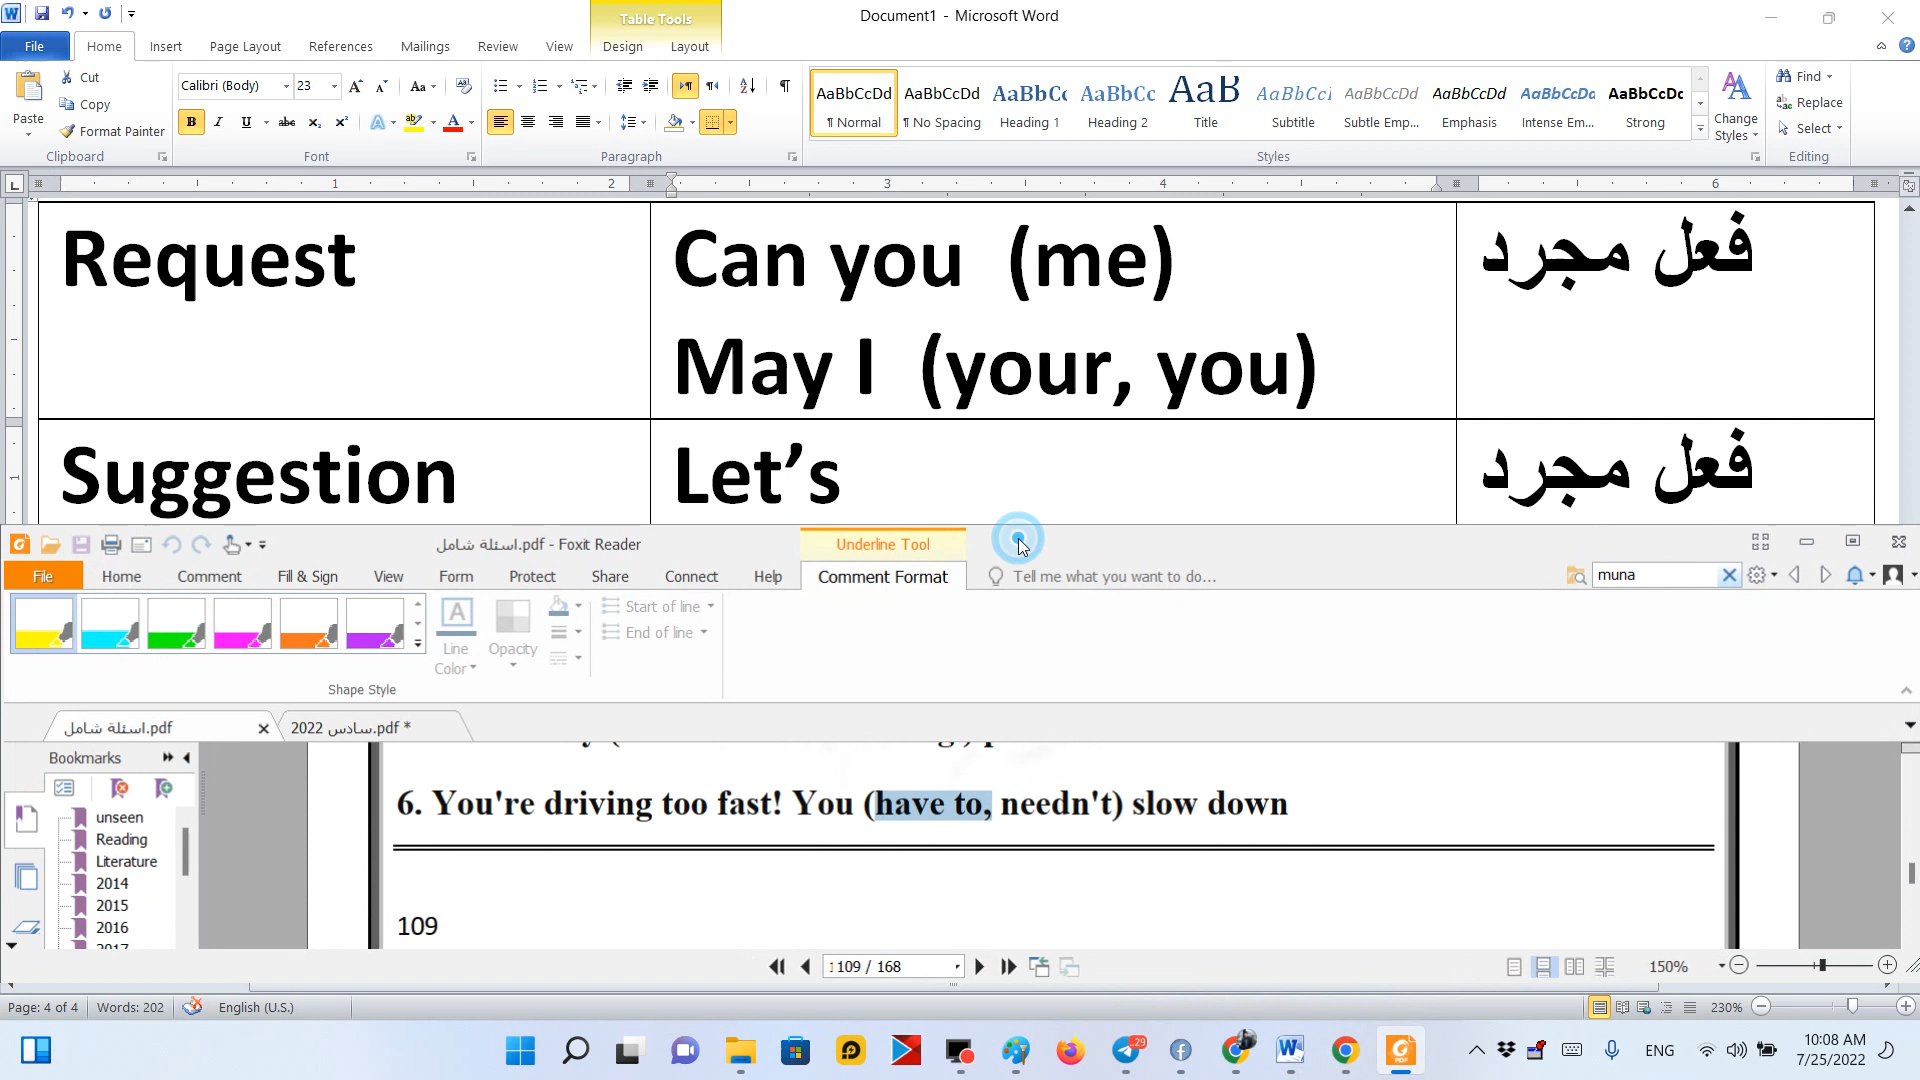 Document1 - Microsoft Word
Table Tools
File Home Insert Page Layout References Mailings Review View Design Layout
Paste
Cut
Copy
Format Painter
Clipboard
Calibri (Body) 23
Font
Paragraph
AaBbCcDd AaBbCcDd AaBbCc AaBbCc AaB AaBbCcI AaBbCcDd AaBbCcDd AaBbCcDc AaBbCcDc
¶ Normal ¶ No Spacing Heading 1 Heading 2 Title Subtitle Subtle Emp... Emphasis Intense Em... Strong
Styles
Change Styles
Find
Replace
Select
Editing
1 2 3 4 6
Request
Can you (me)
May I (your, you)
فعل مجرد
Suggestion
Let’s
فعل مجرد
اسئلة شامل.pdf - Foxit Reader
Underline Tool
File Home Comment Fill & Sign View Form Protect Share Connect Help Comment Format Tell me what you want to do... muna
Line Color
Opacity
Start of line
End of line
Shape Style
اسئلة شامل.pdf
سادس 2022.pdf *
Bookmarks
unseen
Reading
Literature
2014
2015
2016
2017
6. You're driving too fast! You (have to, needn't) slow down
109
109 / 168
150%
Page: 4 of 4 Words: 202 English (U.S.) 230%
29
ENG
10:08 AM
7/25/2022